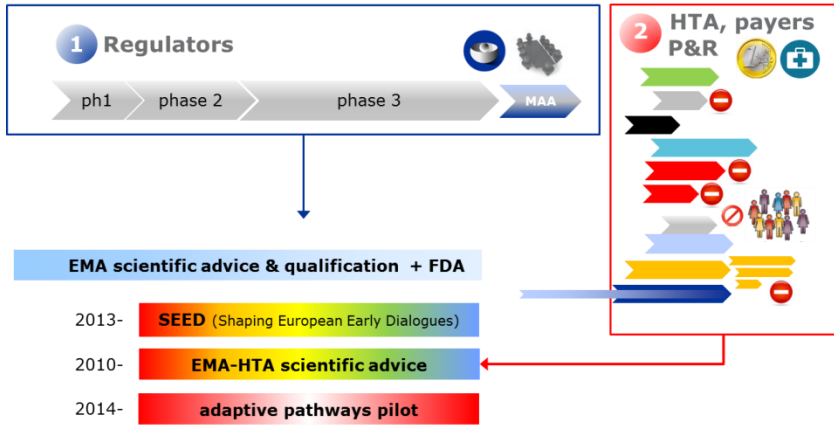 1 Regulators
ph1 phase 2 phase 3 MAA
2 HTA, payers
P&R
EMA scientific advice & qualification + FDA
2013- SEED (Shaping European Early Dialogues)
2010- EMA-HTA scientific advice
2014- adaptive pathways pilot